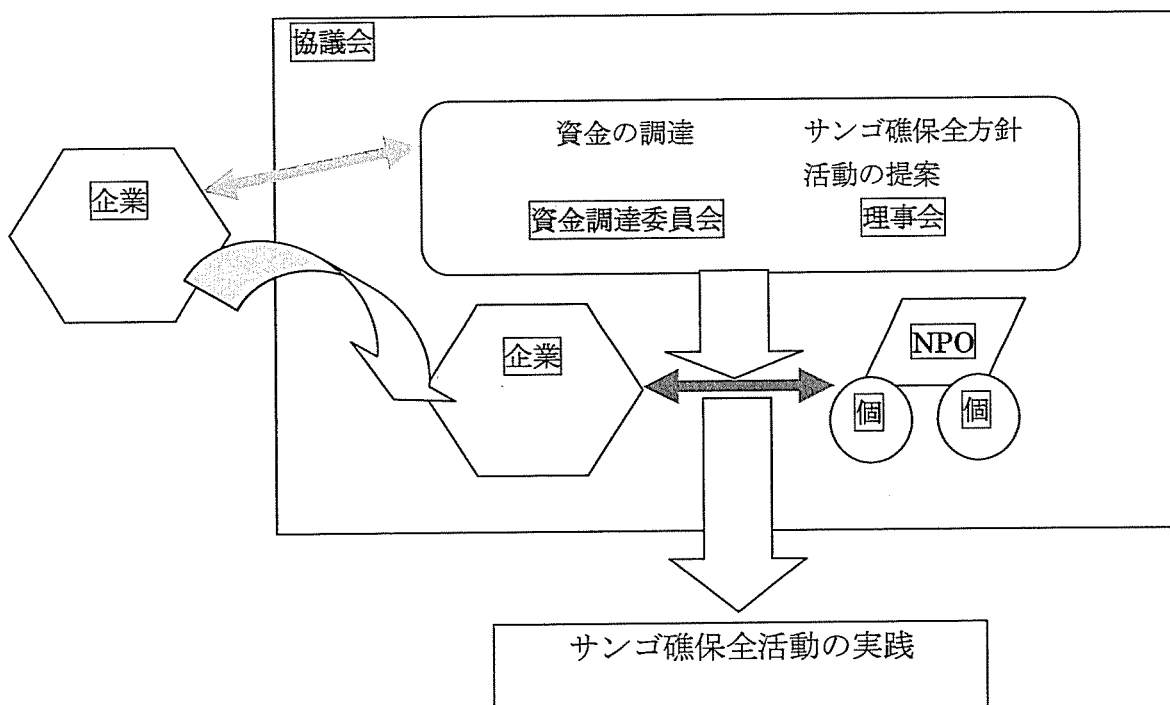 協議会
資金の調達
サンゴ礁保全方針
活動の提案
資金調達委員会
理事会
企業
企業
NPO
個
個
サンゴ礁保全活動の実践